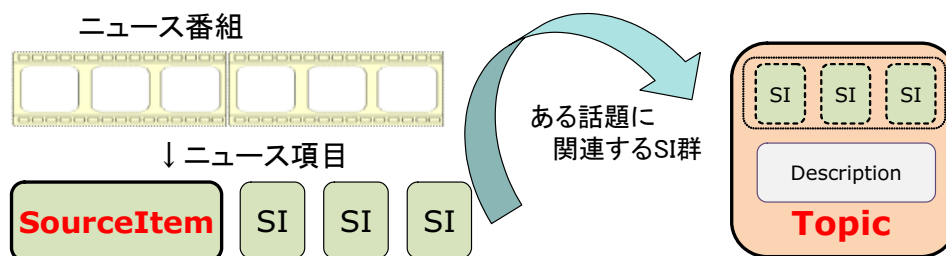 ニュース番組
↓ニュース項目
SourceItem
SI
SI
SI
ある話題に
関連するSI群
SI
SI
SI
Description
Topic